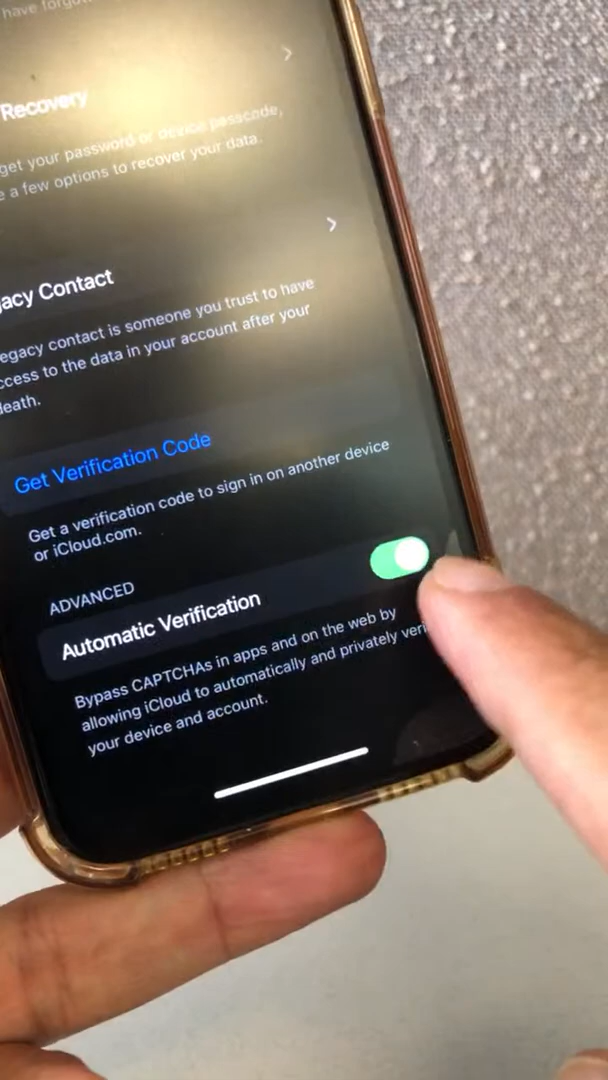 have forgot
Recovery
get your password or device passcode,
e a few options to recover your data.
acy Contact
egacy contact is someone you trust to have
ccess to the data in your account after your
death.
Get Verification Code
Get a verification code to sign in on another device
or iCloud.com.
ADVANCED
Automatic Verification
Bypass CAPTCHAs in apps and on the web by
allowing iCloud to automatically and privately veri
your device and account.